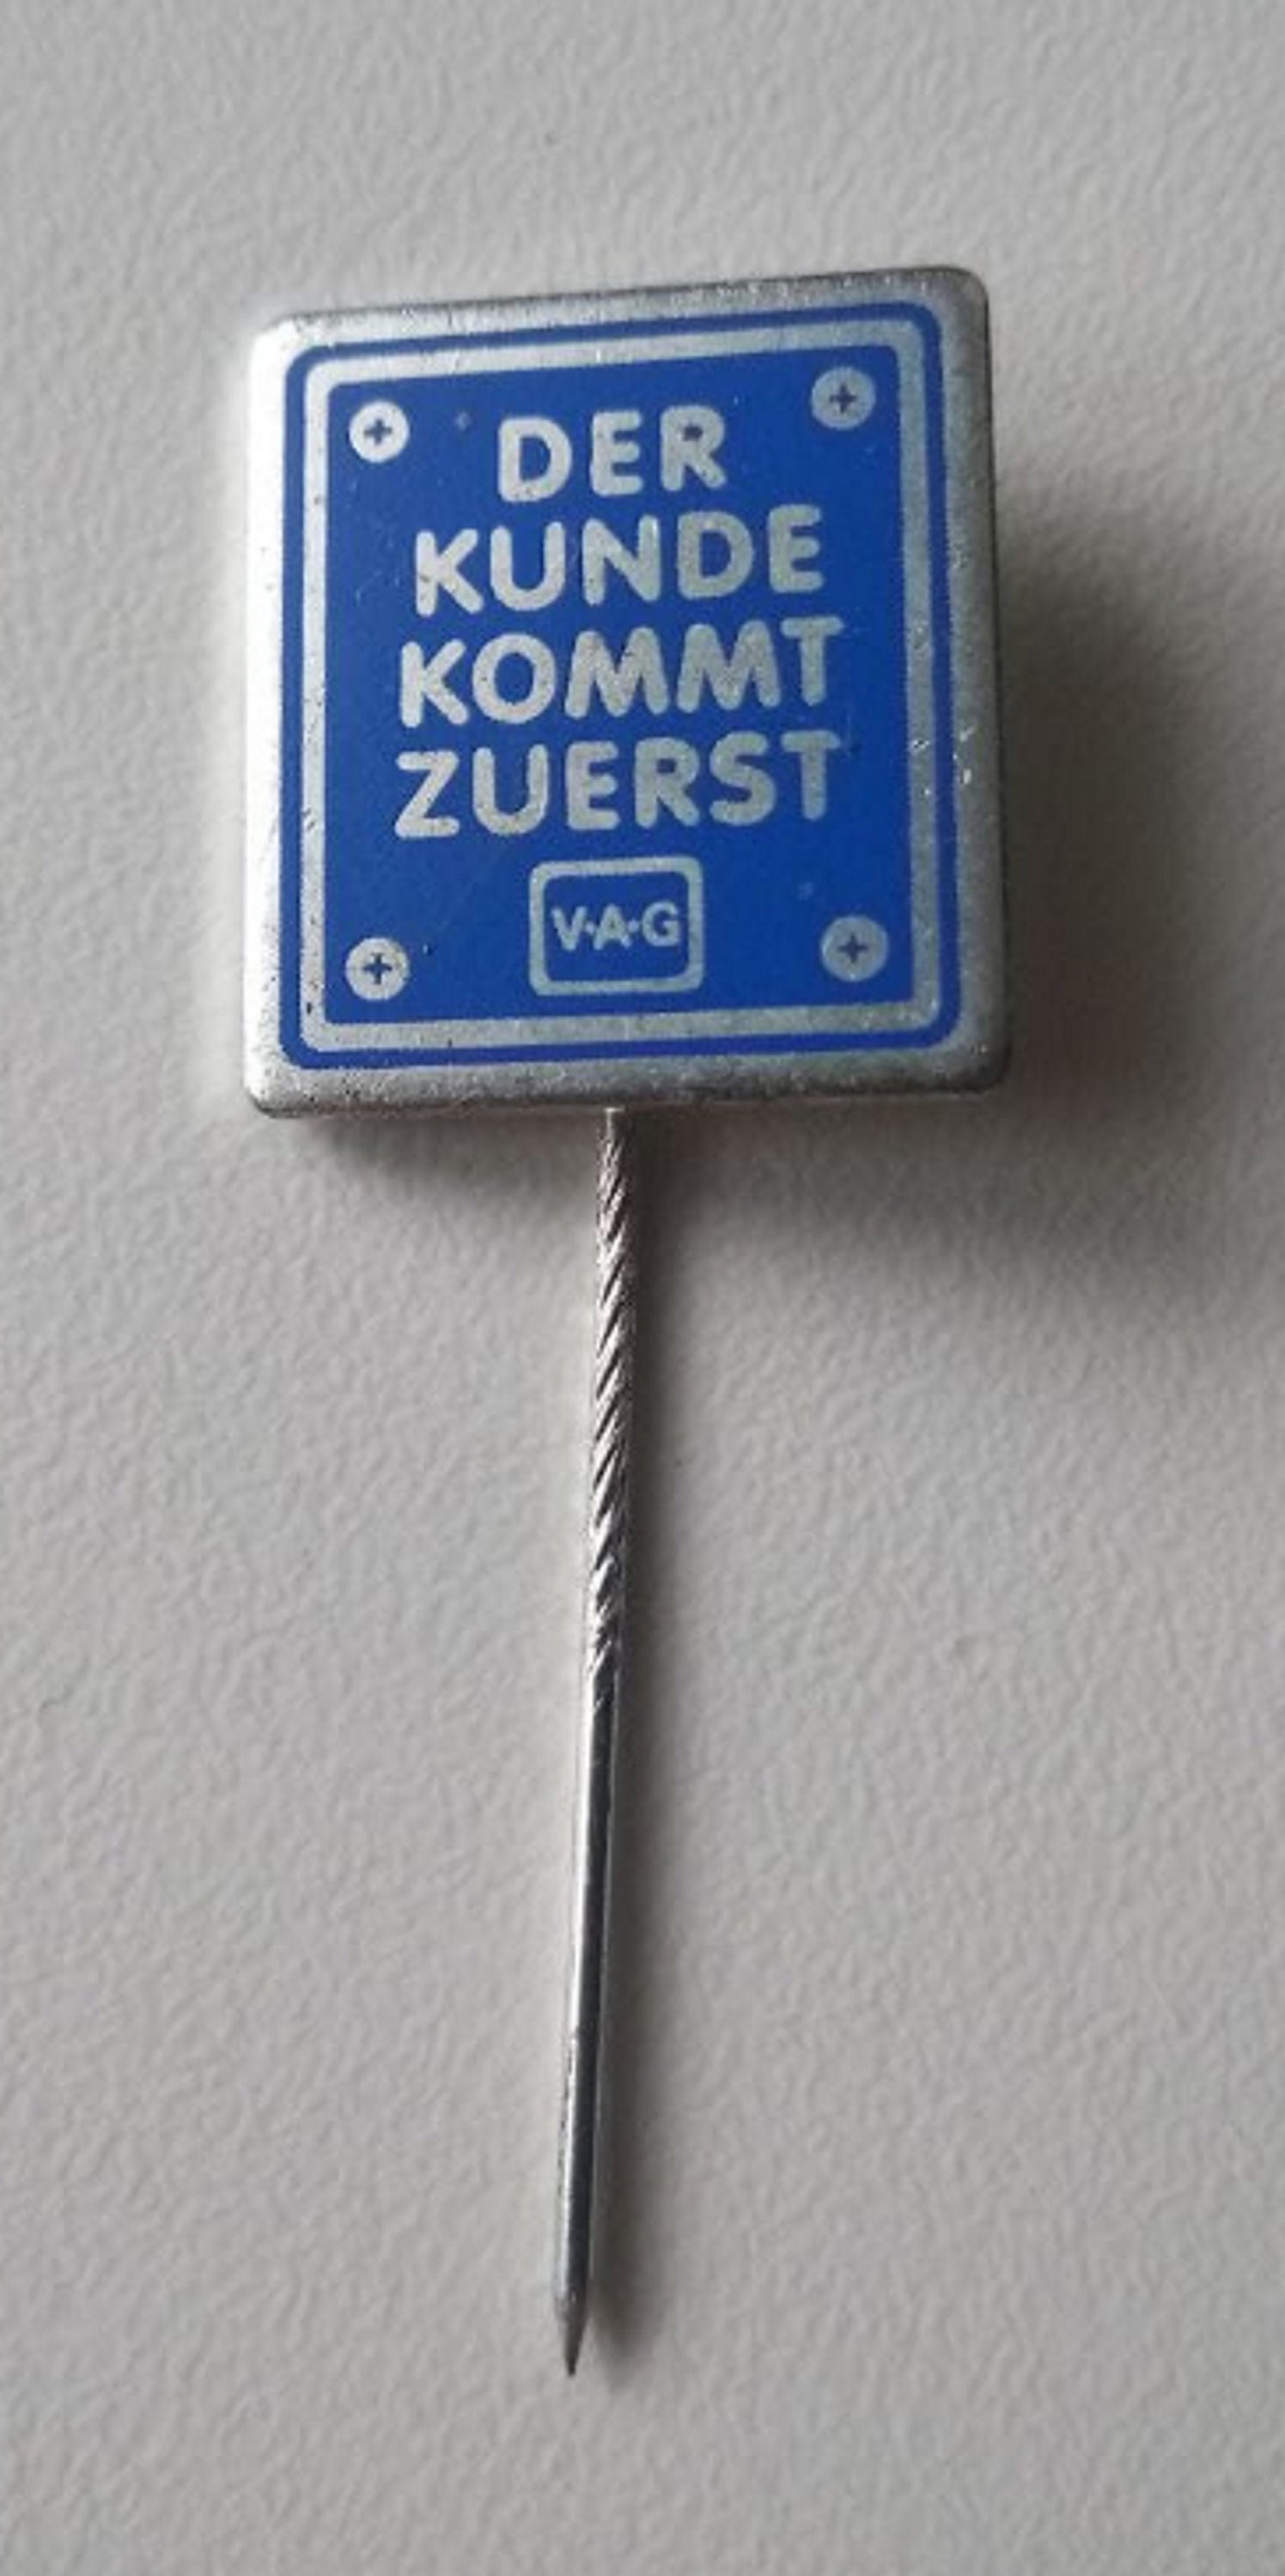 DER
KUNDE
KOMMT
ZUERST
V·A·G